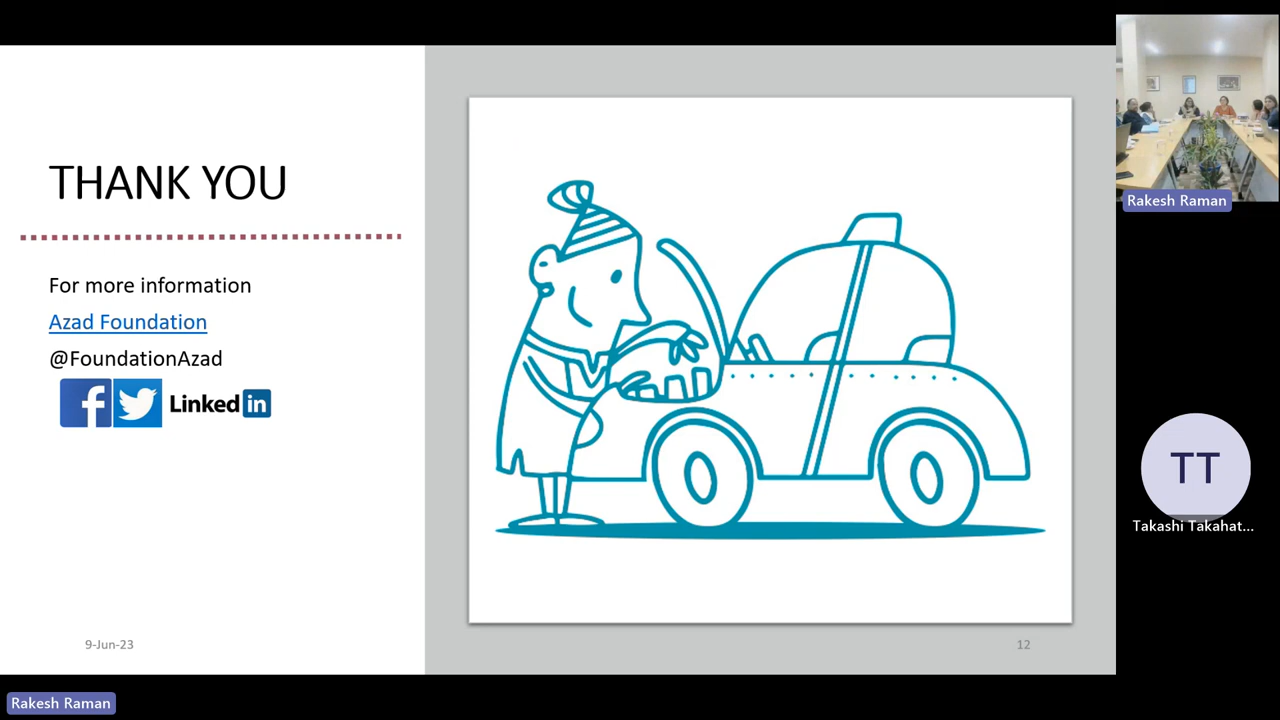 THANK YOU
For more information
Azad Foundation
@FoundationAzad
f Linked in
9-Jun-23
12
Rakesh Raman
TT
Takashi Takahat...
Rakesh Raman